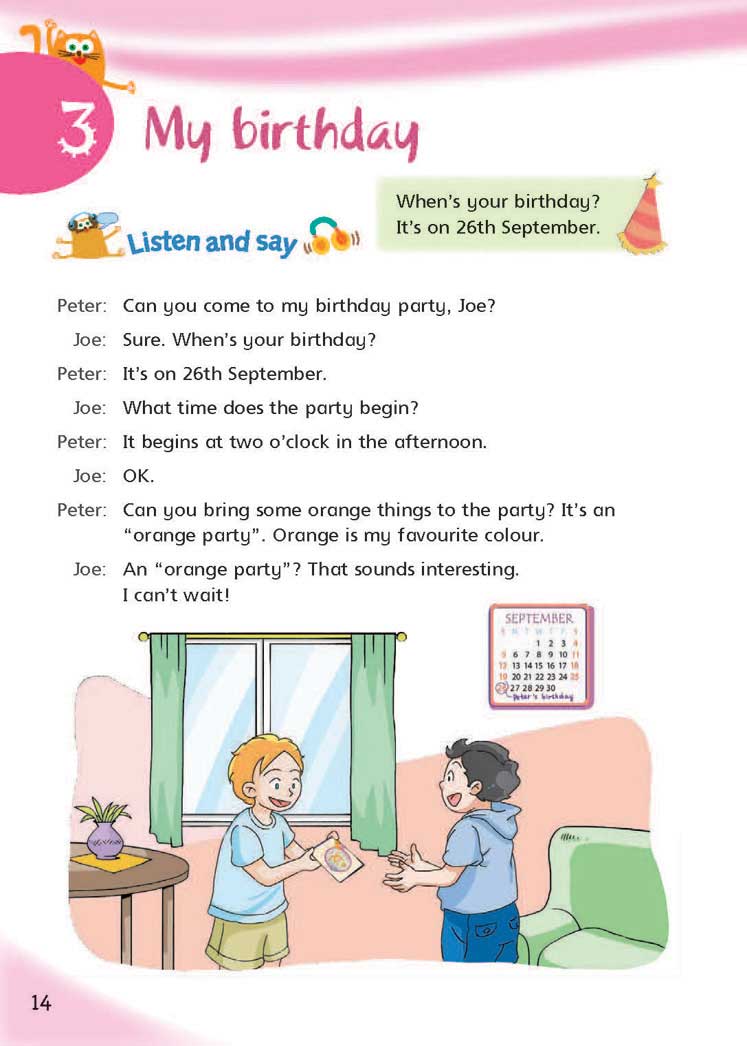 3
My birthday
When's your birthday?
It's on 26th September.
Listen and say
Peter: Can you come to my birthday party, Joe?
Joe: Sure. When's your birthday?
Peter: It's on 26th September.
Joe: What time does the party begin?
Peter: It begins at two o'clock in the afternoon.
Joe: OK.
Peter: Can you bring some orange things to the party? It's an
“orange party”. Orange is my favourite colour.
Joe: An “orange party”? That sounds interesting.
I can't wait!
SEPTEMBER
S M T W T F S
1 2 3 4
5 6 7 8 9 10 11
12 13 14 15 16 17 18
19 20 21 22 23 24 25
26 27 28 29 30
Peter's birthday
14